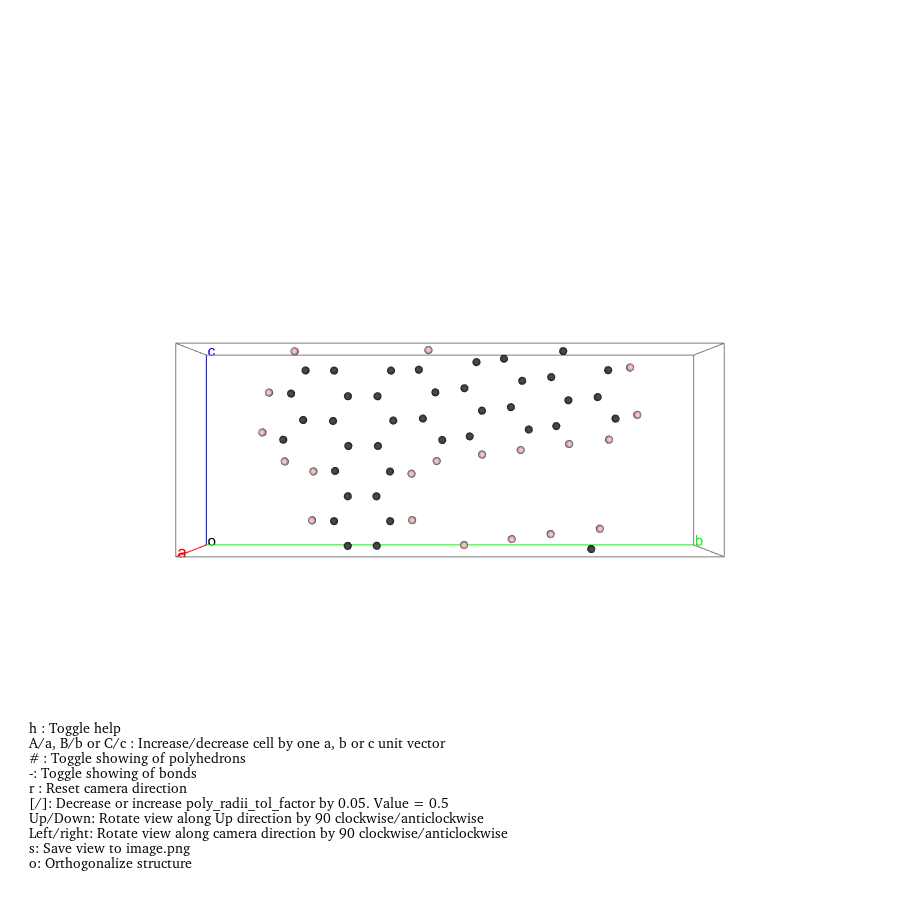 c
o
a
b
h : Toggle help
A/a, B/b or C/c : Increase/decrease cell by one a, b or c unit vector
# : Toggle showing of polyhedrons
-: Toggle showing of bonds
r : Reset camera direction
[/]: Decrease or increase poly_radii_tol_factor by 0.05. Value = 0.5
Up/Down: Rotate view along Up direction by 90 clockwise/anticlockwise
Left/right: Rotate view along camera direction by 90 clockwise/anticlockwise
s: Save view to image.png
o: Orthogonalize structure